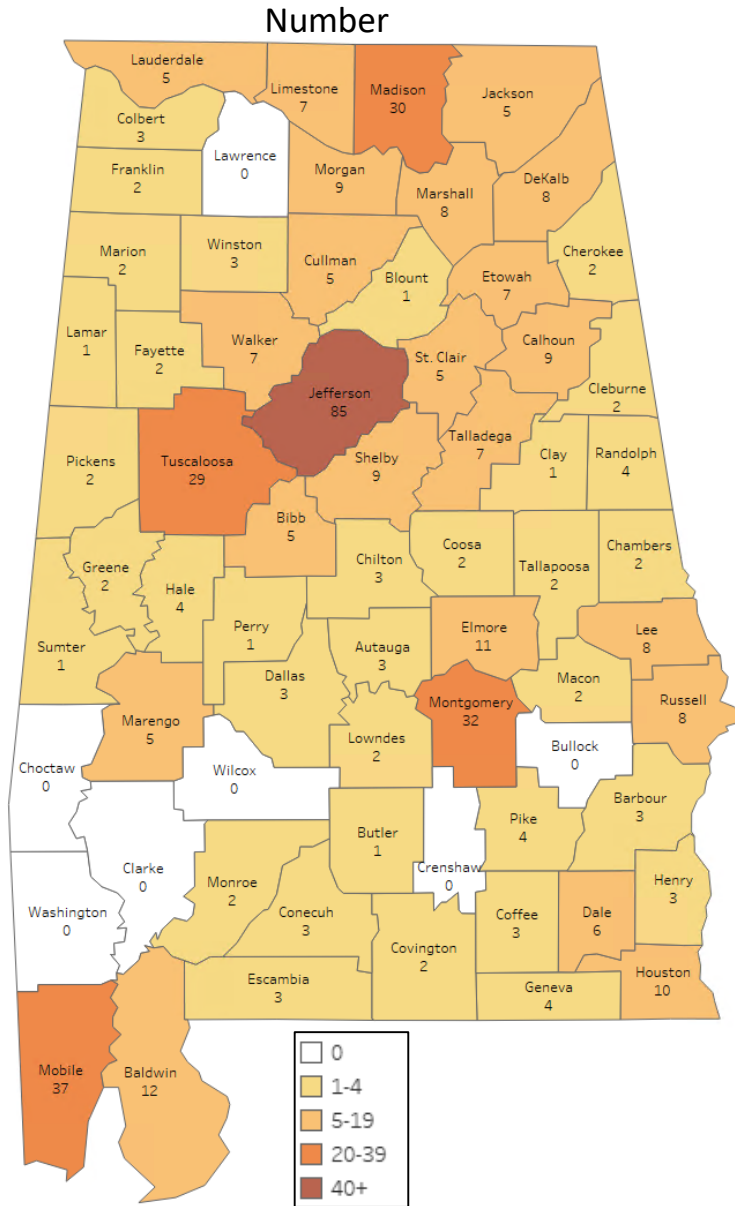 Number
Lauderdale
5
Limestone
7
Madison
30
Jackson
5
Colbert
3
Lawrence
0
Franklin
2
Morgan
9
Marshall
8
DeKalb
8
Marion
2
Winston
3
Cullman
5
Blount
1
Etowah
7
Cherokee
2
Lamar
1
Fayette
2
Walker
7
St. Clair
5
Calhoun
9
Cleburne
2
Jefferson
85
Pickens
2
Tuscaloosa
29
Shelby
9
Talladega
7
Clay
1
Randolph
4
Bibb
5
Greene
2
Hale
4
Chilton
3
Coosa
2
Tallapoosa
2
Chambers
2
Sumter
1
Perry
1
Autauga
3
Elmore
11
Lee
8
Dallas
3
Macon
2
Marengo
5
Montgomery
32
Russell
8
Lowndes
2
Choctaw
0
Wilcox
0
Bullock
0
Barbour
3
Butler
1
Pike
4
Clarke
0
Crenshaw
0
Monroe
2
Henry
3
Washington
0
Conecuh
3
Coffee
3
Dale
6
Covington
2
Escambia
3
Geneva
4
Houston
10
Mobile
37
Baldwin
12
0
1-4
5-19
20-39
40+